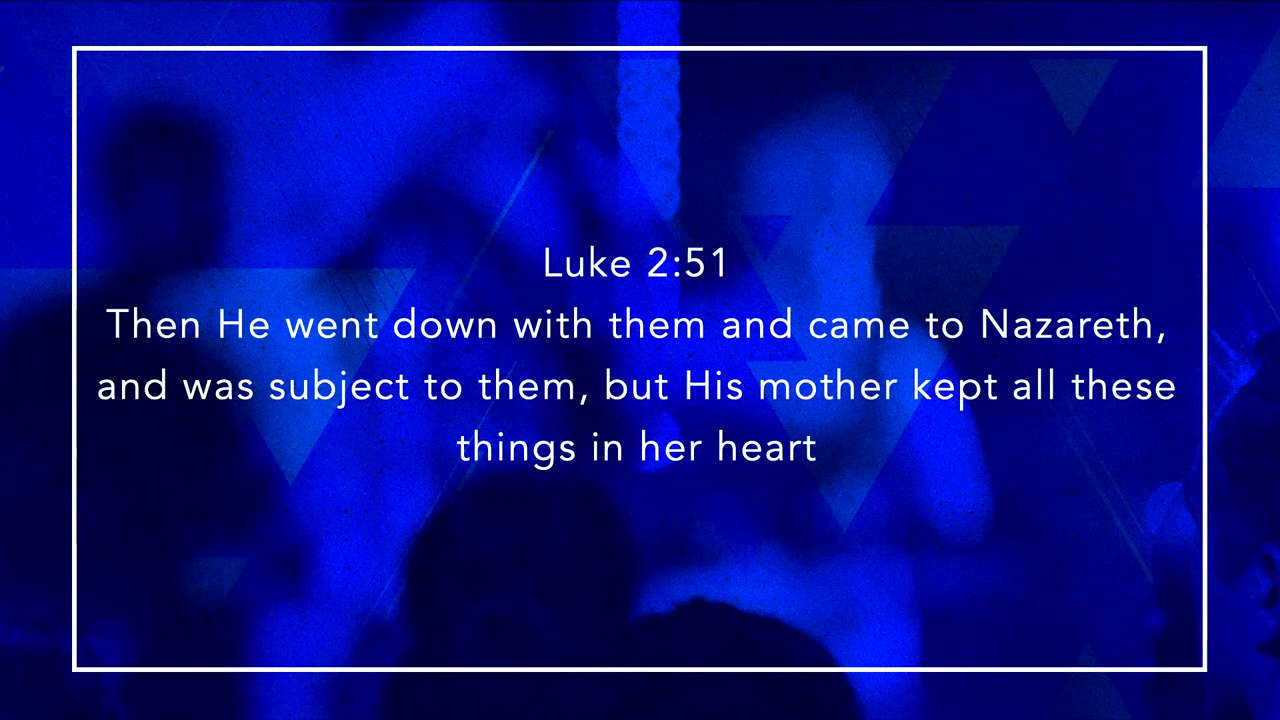 Luke 2:51
Then He went down with them and came to Nazareth,
and was subject to them, but His mother kept all these
things in her heart